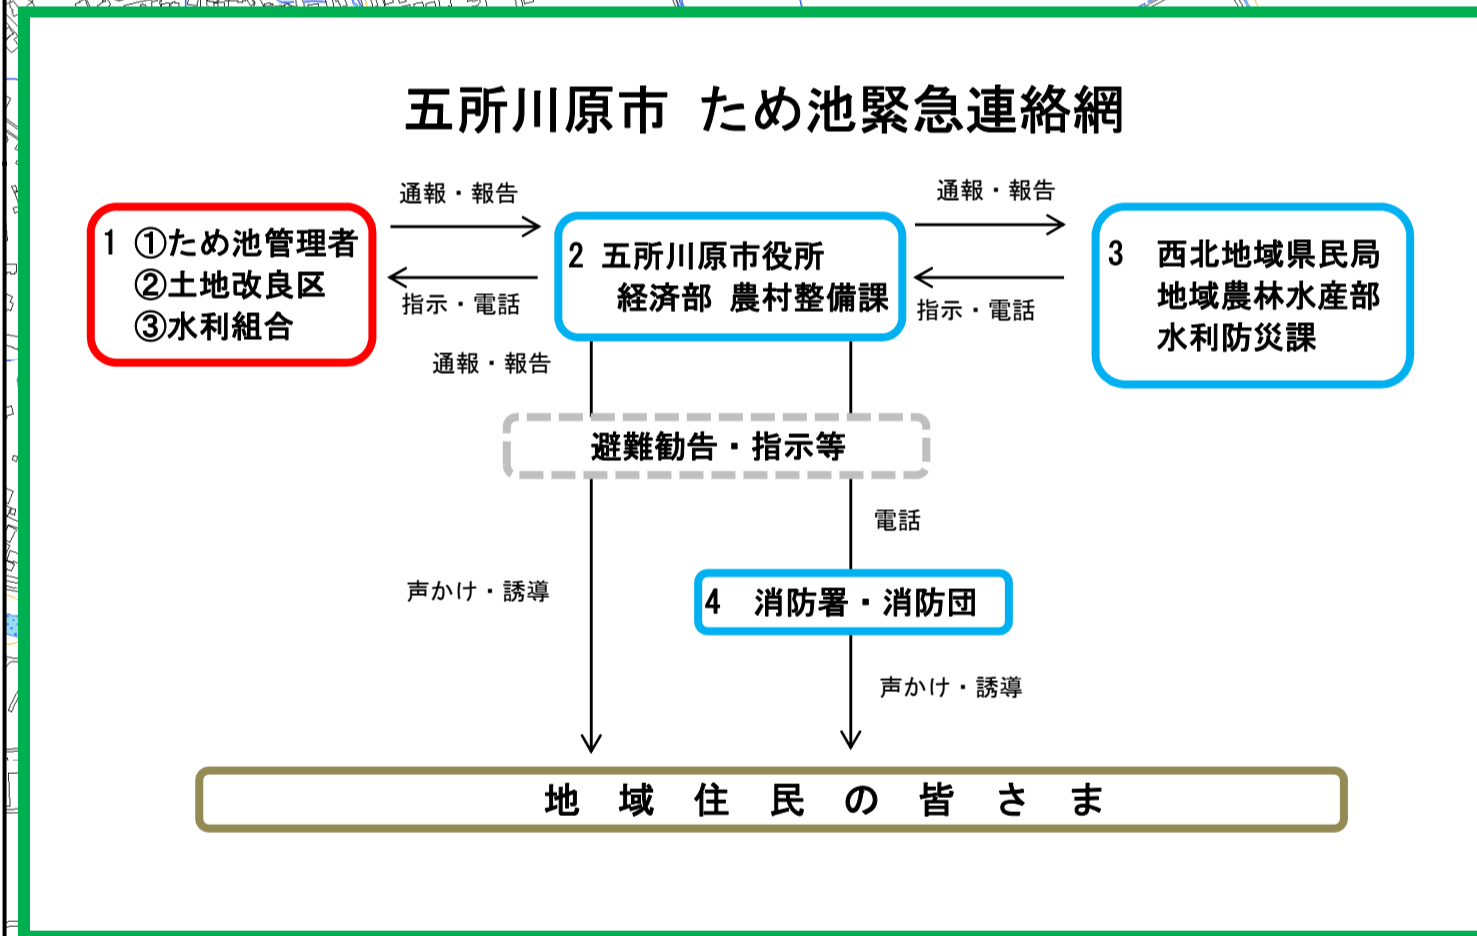 五所川原市 ため池緊急連絡網
通報・報告
通報・報告
1 ①ため池管理者
②土地改良区
③水利組合
2 五所川原市役所
経済部 農村整備課
3 西北地域県民局
地域農林水産部
水利防災課
指示・電話
指示・電話
通報・報告
避難勧告・指示等
電話
声かけ・誘導
4 消防署・消防団
声かけ・誘導
地域住民の皆さま